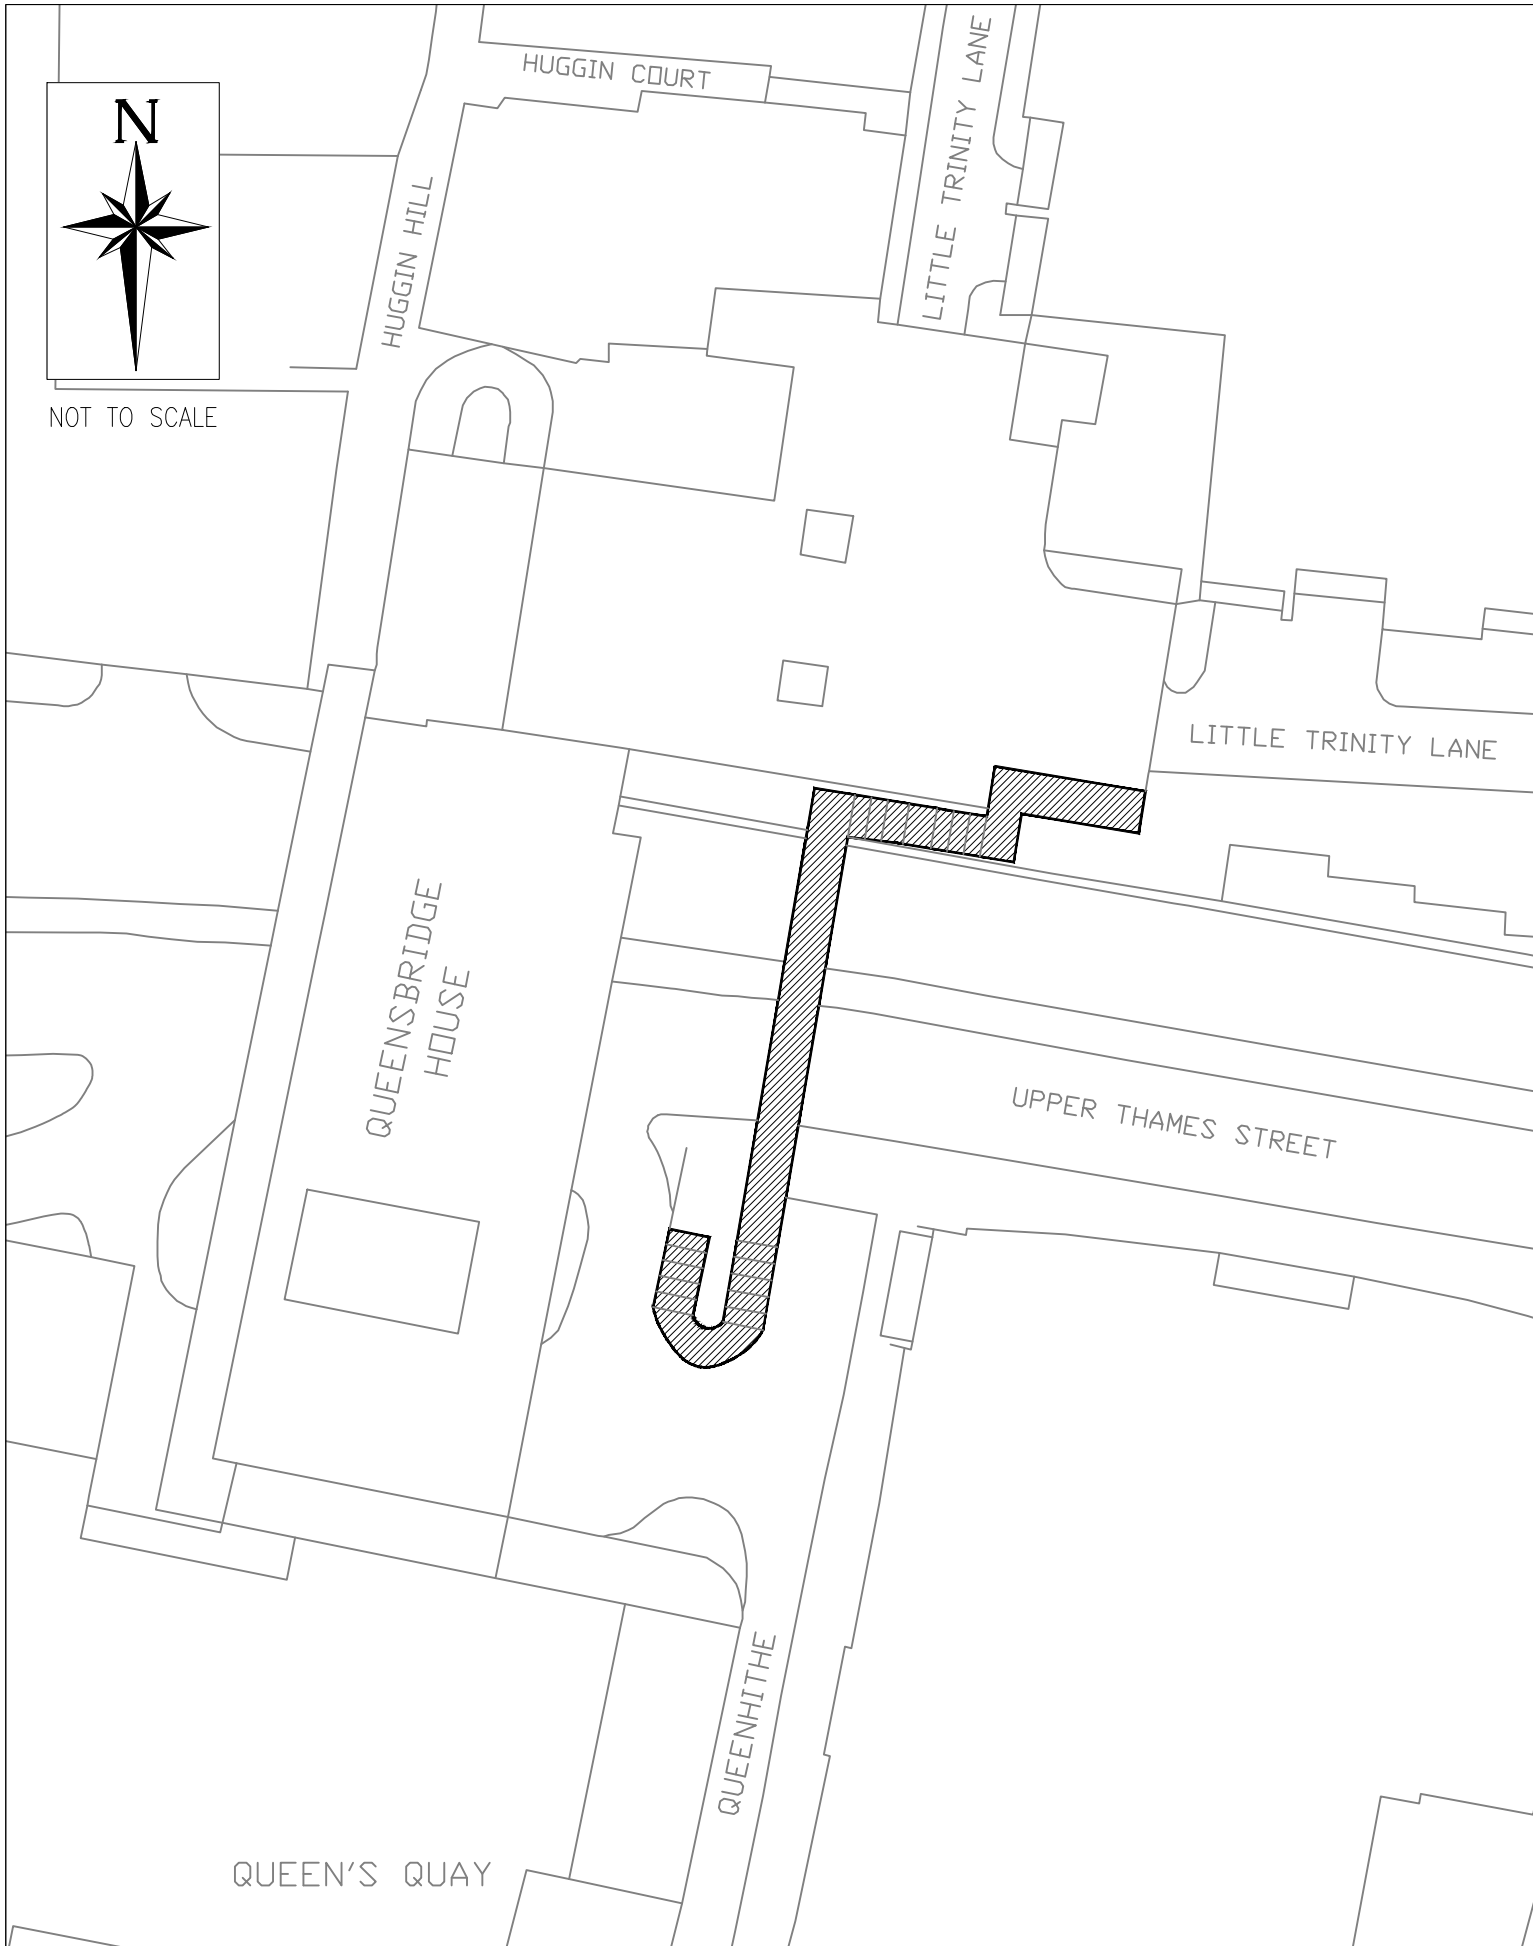 HUGGIN COURT
LITTLE TRINITY LANE
N
HUGGIN HILL
NOT TO SCALE
LITTLE TRINITY LANE
QUEENSBRIDGE
HOUSE
UPPER THAMES STREET
QUEENHITHE
QUEEN'S QUAY